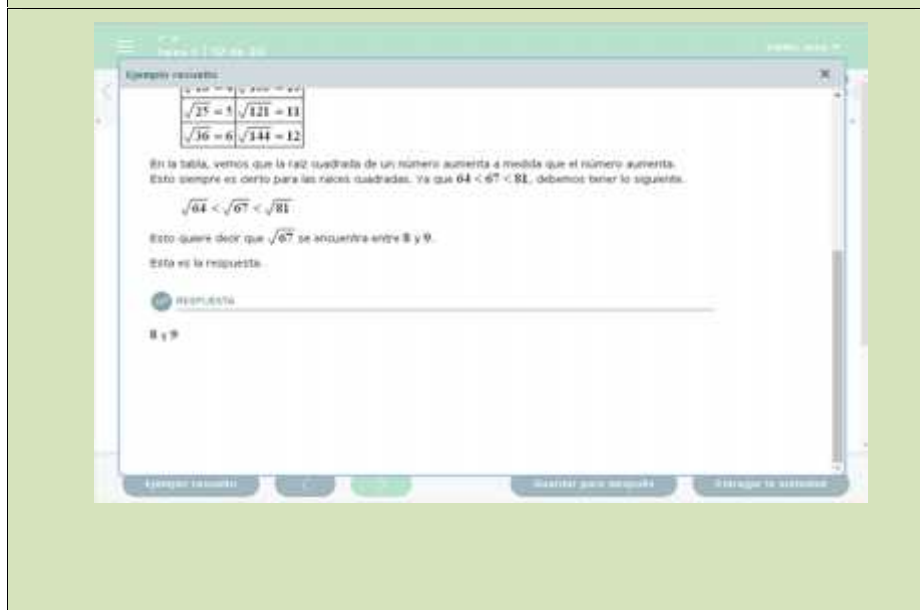 Ejemplo resuelto
√25 = 5 √121 = 11
√36 = 6 √144 = 12
En la tabla, vemos que la raíz cuadrada de un número aumenta a medida que el número aumenta.
Esto siempre es cierto para las raíces cuadradas. Ya que 64 < 67 < 81, debemos tener lo siguiente.
√64 < √67 < √81
Esto quiere decir que √67 se encuentra entre 8 y 9.
Esta es la respuesta.
RESPUESTA
8 y 9
Ejemplo resuelto
Guardar para después
Entregar la actividad